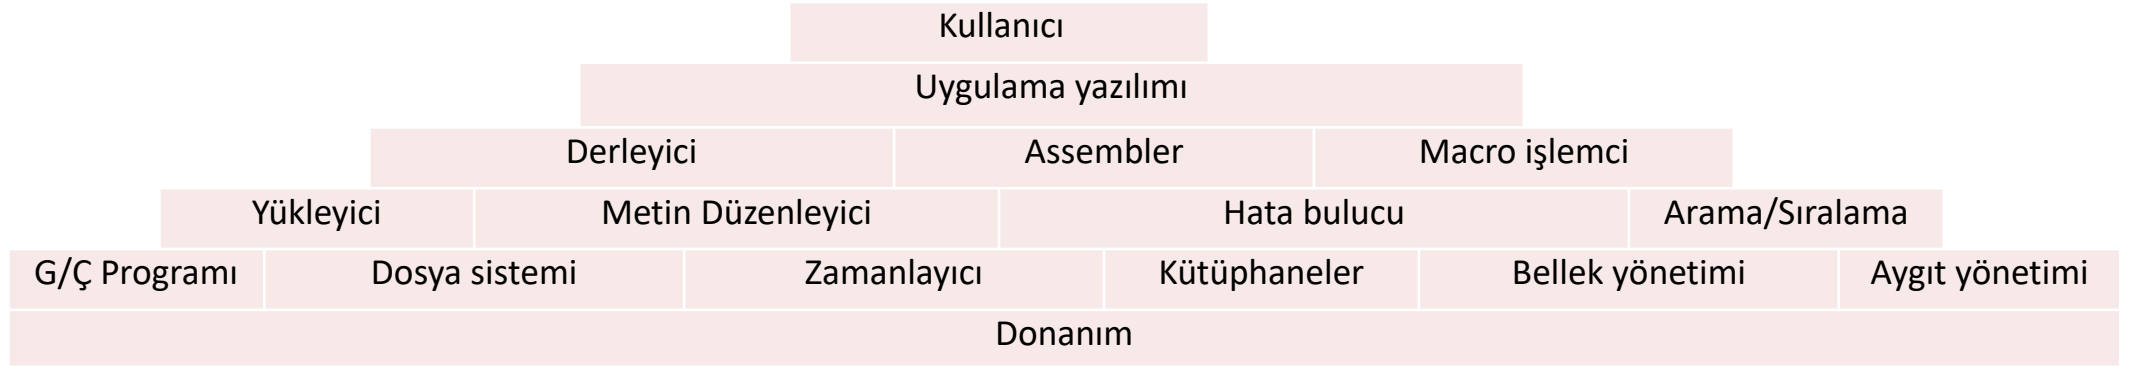 Kullanıcı
Uygulama yazılımı
Derleyici Assembler Macro işlemci
Yükleyici Metin Düzenleyici Hata bulucu Arama/Sıralama
G/Ç Programı Dosya sistemi Zamanlayıcı Kütüphaneler Bellek yönetimi Aygıt yönetimi
Donanım